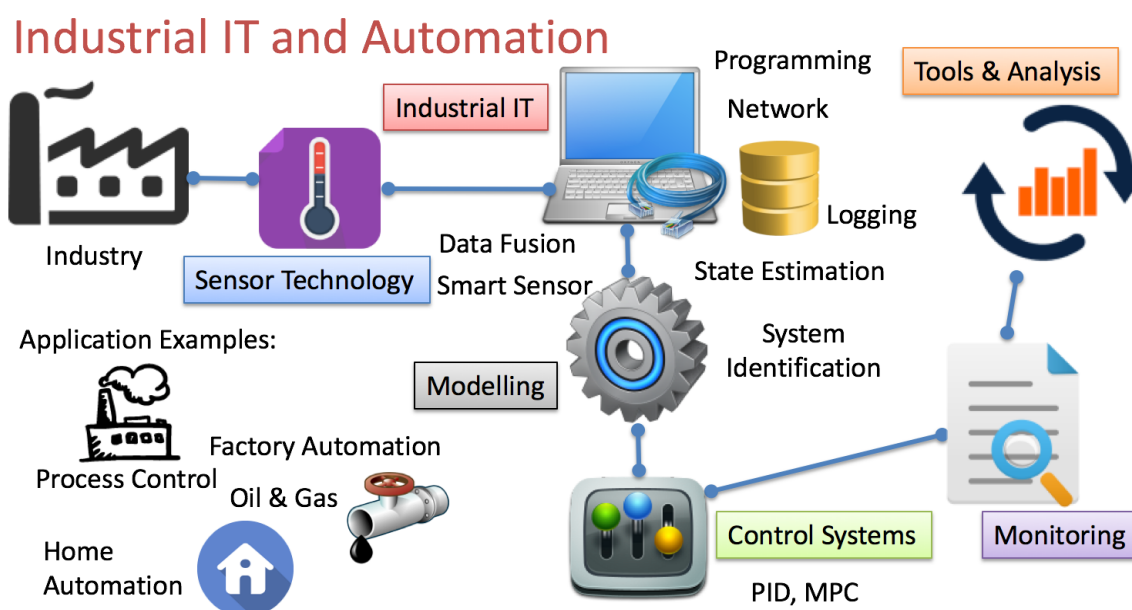 Industrial IT and Automation
Programming
Tools & Analysis
Industrial IT
Network
Logging
Industry
Data Fusion
Sensor Technology
Smart Sensor
State Estimation
Application Examples:
System
Identification
Modelling
Factory Automation
Process Control
Oil & Gas
Control Systems
Monitoring
Home
Automation
PID, MPC